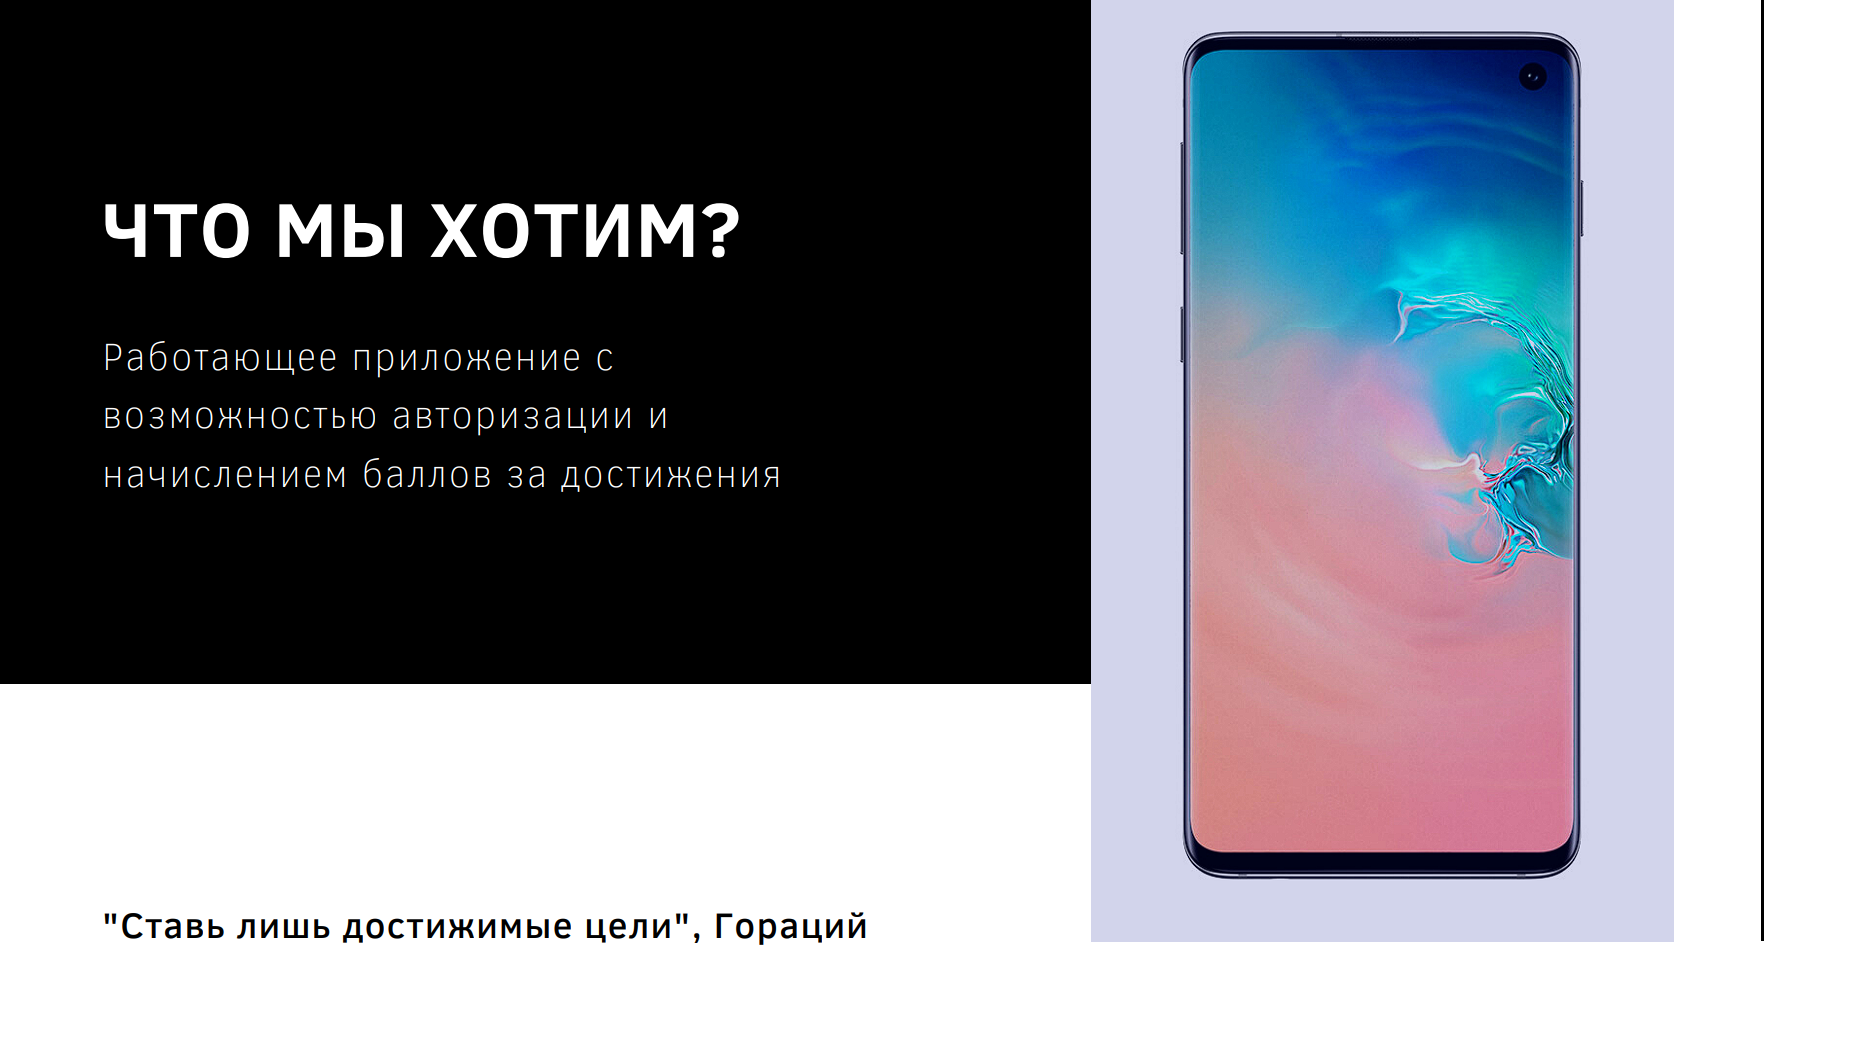 ЧТО МЫ ХОТИМ?
Работающее приложение с
возможностью авторизации и
начислением баллов за достижения
"Ставь лишь достижимые цели", Гораций